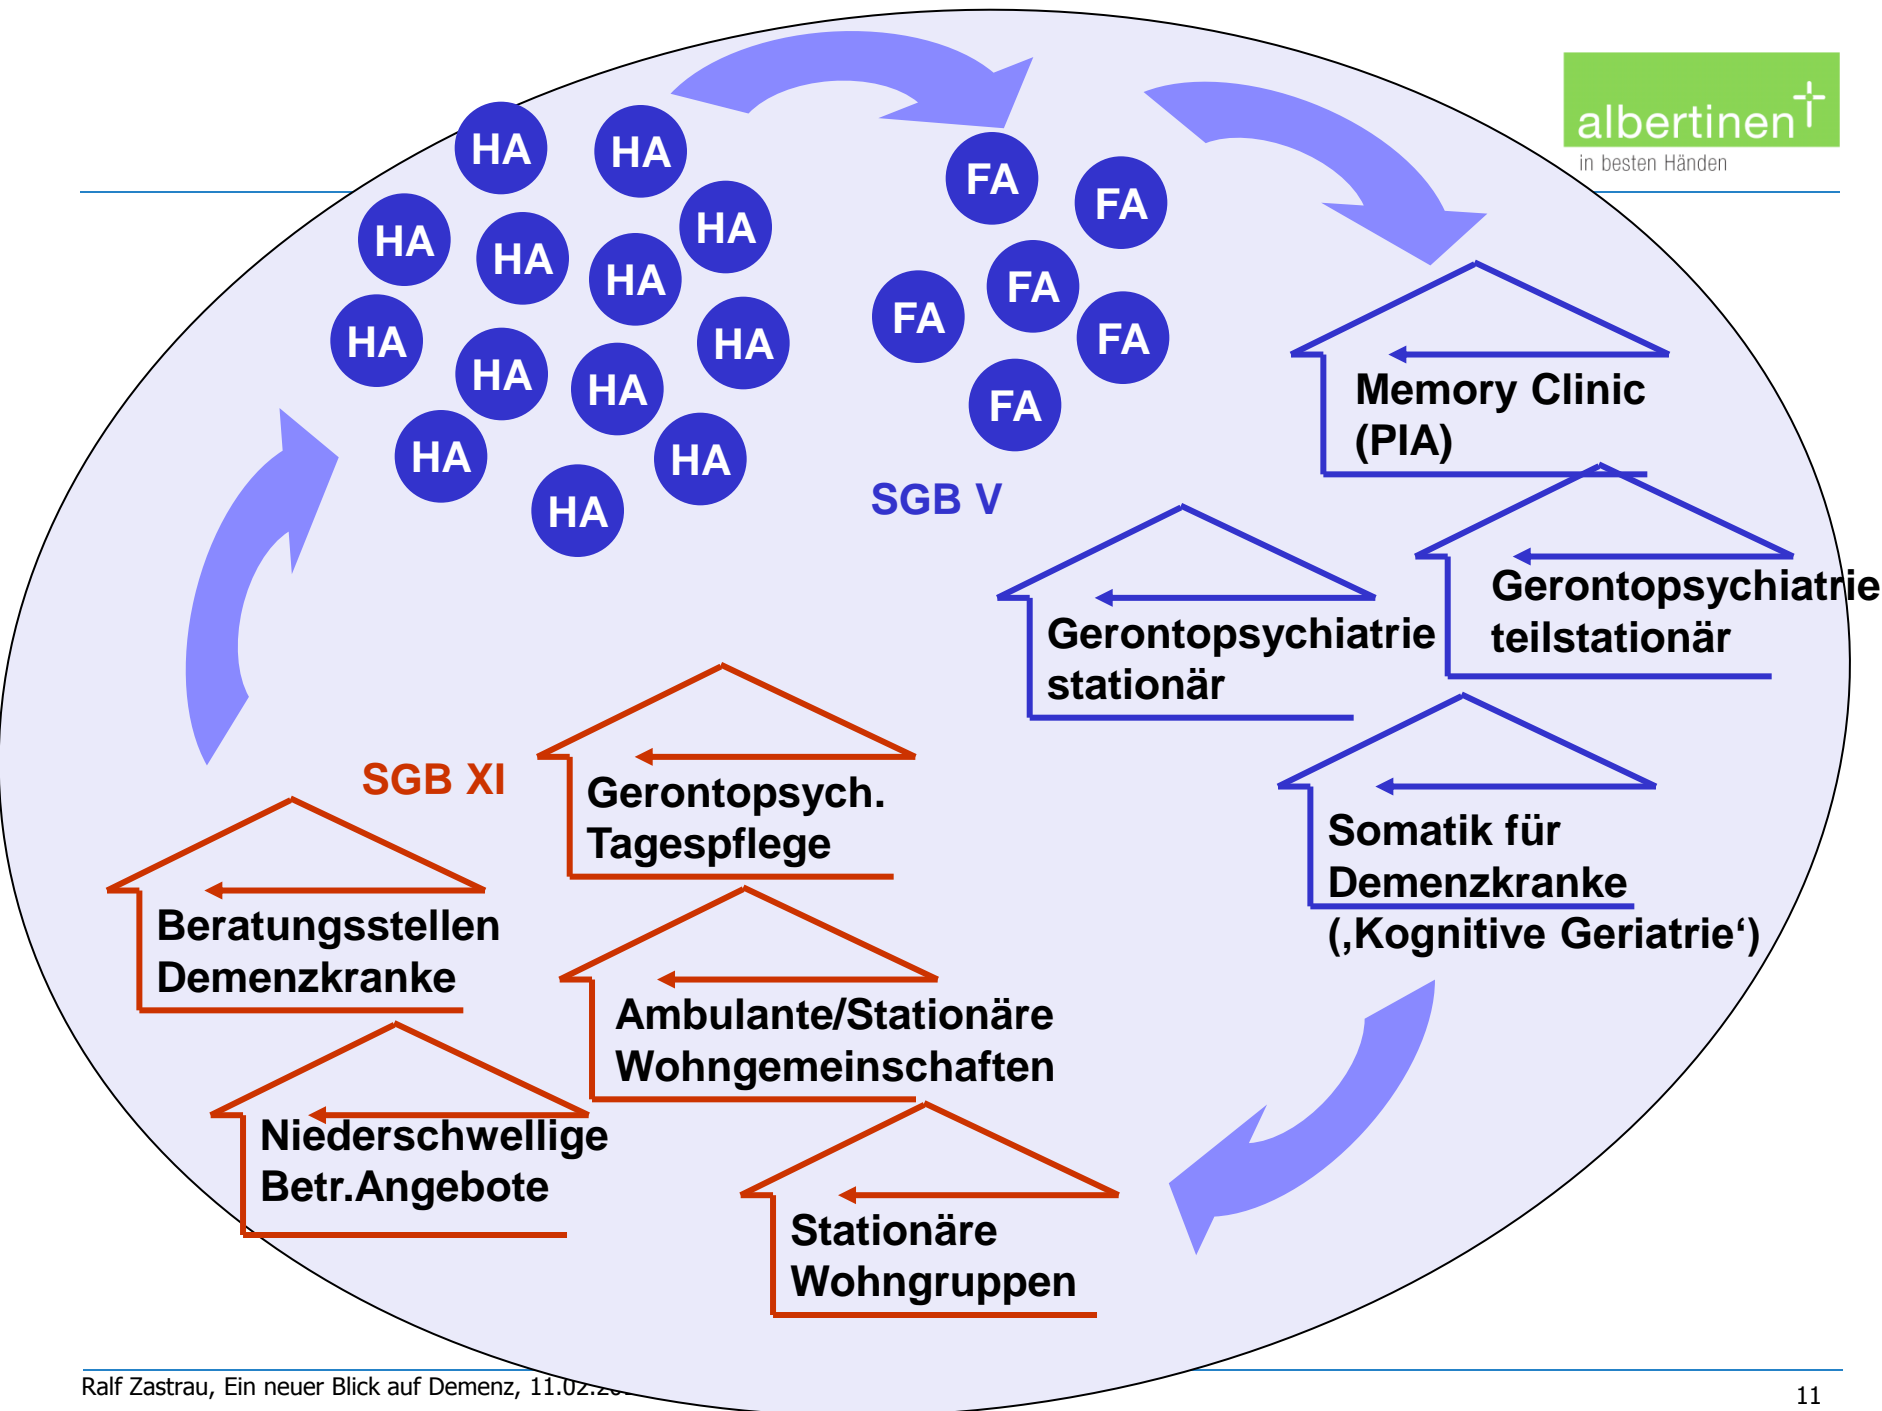 albertinen
in besten Händen
HA
HA
HA
HA
HA
HA
HA
HA
HA
HA
HA
HA
HA
FA
FA
FA
FA
FA
FA
SGB V
Memory Clinic
(PIA)
Gerontopsychiatrie
teilstationär
Gerontopsychiatrie
stationär
Somatik für
Demenzkranke
(‚Kognitive Geriatrie‘)
SGB XI
Gerontopsych.
Tagespflege
Beratungsstellen
Demenzkranke
Ambulante/Stationäre
Wohngemeinschaften
Niederschwellige
Betr.Angebote
Stationäre
Wohngruppen
Ralf Zastrau, Ein neuer Blick auf Demenz,
11